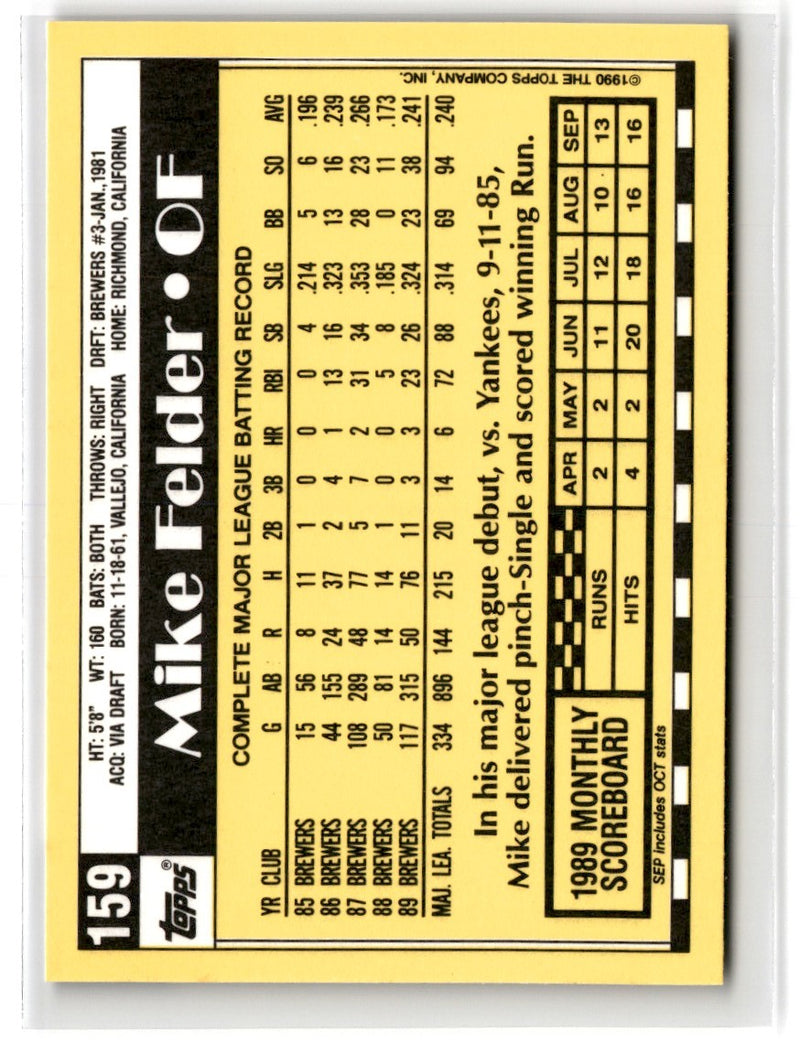 159
HT: 5'8" WT: 160 BATS: BOTH THROWS: RIGHT DRFT: BREWERS #3-JAN.,1981
ACQ: VIA DRAFT BORN: 11-18-61, VALLEJO, CALIFORNIA HOME: RICHMOND, CALIFORNIA
topps®
Mike Felder • OF
COMPLETE MAJOR LEAGUE BATTING RECORD
YR CLUB G AB R H 2B 3B HR RBI SB SLG BB SO AVG
85 BREWERS 15 56 8 11 1 0 0 0 4 .214 5 6 .196
86 BREWERS 44 155 24 37 2 4 1 13 16 .323 13 16 .239
87 BREWERS 108 289 48 77 5 7 2 31 34 .353 28 23 .266
88 BREWERS 50 81 14 14 1 0 0 5 8 .185 0 11 .173
89 BREWERS 117 315 50 76 11 3 3 23 26 .324 23 38 .241
MAJ. LEA. TOTALS 334 896 144 215 20 14 6 72 88 .314 69 94 .240
In his major league debut, vs. Yankees, 9-11-85,
Mike delivered pinch-Single and scored winning Run.
1989 MONTHLY
SCOREBOARD
APR MAY JUN JUL AUG SEP
RUNS 2 2 11 12 10 13
HITS 4 2 20 18 16 16
SEP includes OCT stats
©1990 THE TOPPS COMPANY, INC.